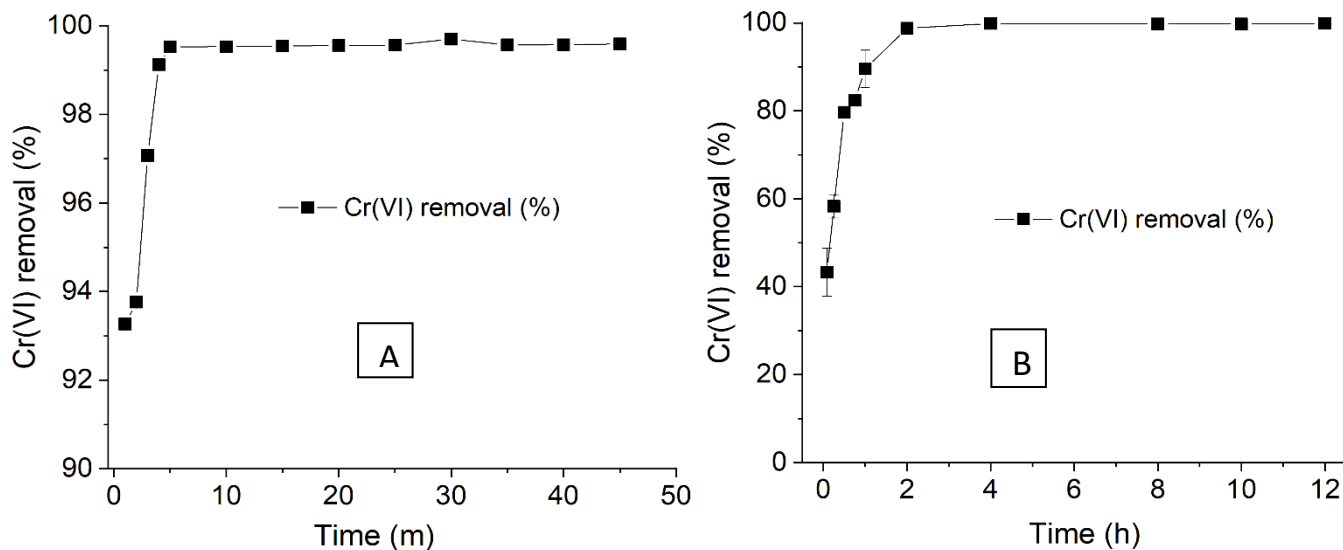 Cr(VI) removal (%)
100
98
96
94
92
90
Cr(VI) removal (%)
A
0 10 20 30 40 50
Time (m)
Cr(VI) removal (%)
100
80
60
40
20
0
Cr(VI) removal (%)
B
0 2 4 6 8 10 12
Time (h)